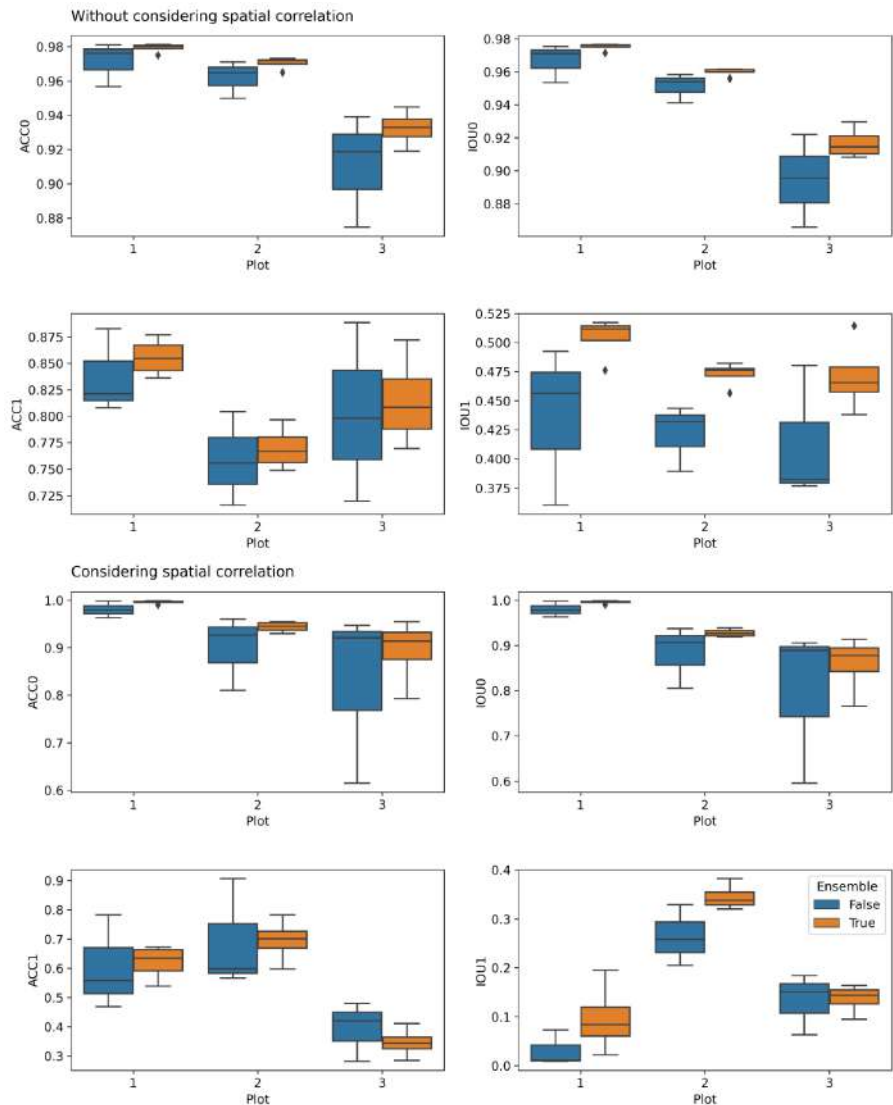 Without considering spatial correlation
ACC0
0.98
0.96
0.94
0.92
0.90
0.88
1 2 3
Plot
IOU0
0.98
0.96
0.94
0.92
0.90
0.88
1 2 3
Plot
ACC1
0.875
0.850
0.825
0.800
0.775
0.750
0.725
1 2 3
Plot
IOU1
0.525
0.500
0.475
0.450
0.425
0.400
0.375
1 2 3
Plot
Considering spatial correlation
ACC0
1.0
0.9
0.8
0.7
0.6
1 2 3
Plot
IOU0
1.0
0.9
0.8
0.7
0.6
1 2 3
Plot
ACC1
0.9
0.8
0.7
0.6
0.5
0.4
0.3
1 2 3
Plot
IOU1
0.4
0.3
0.2
0.1
0.0
1 2 3
Plot
Ensemble
False
True